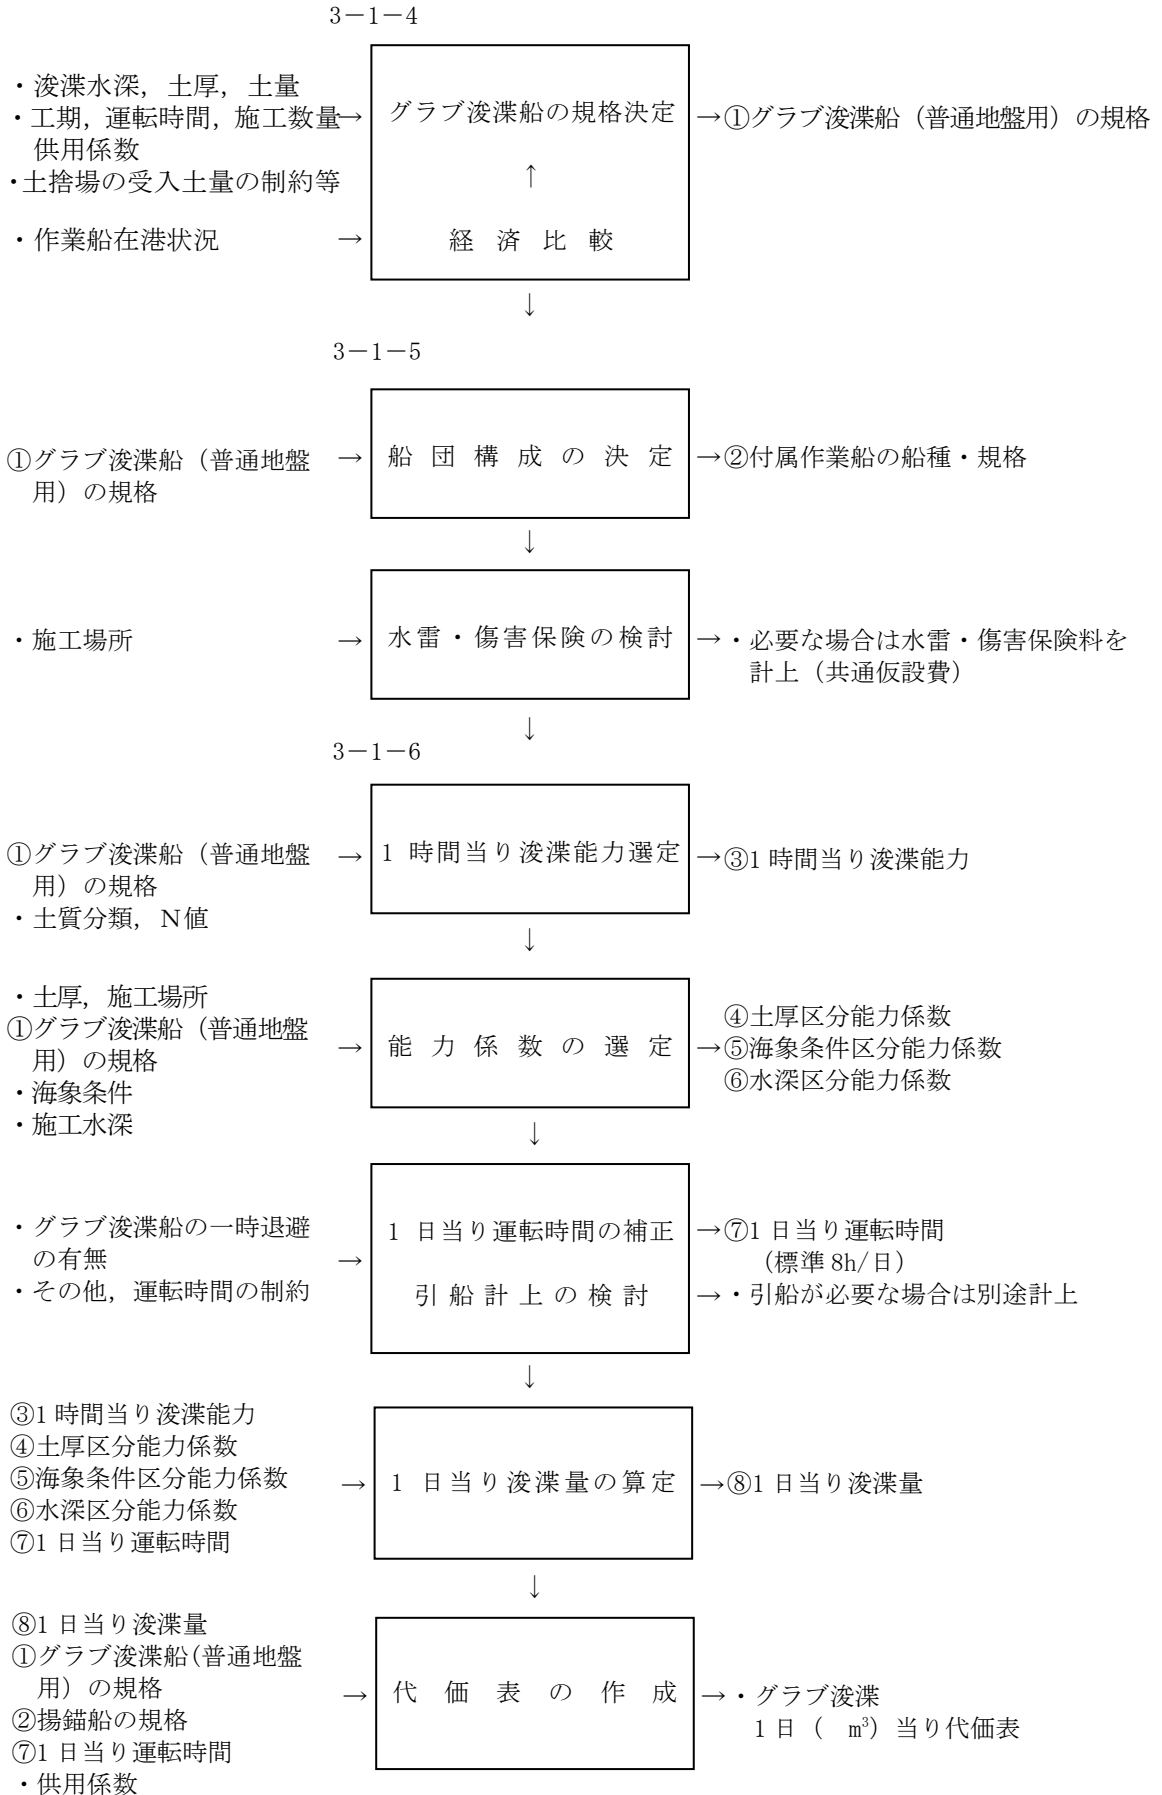 3－1－4
・浚渫水深，土厚，土量
・工期，運転時間，施工数量
供用係数
・土捨場の受入土量の制約等
・作業船在港状況
→
→
グラブ浚渫船の規格決定
↑
経済比較
→①グラブ浚渫船（普通地盤用）の規格
↓
3－1－5
①グラブ浚渫船（普通地盤
用）の規格
→
船団構成の決定
→②付属作業船の船種・規格
↓
・施工場所
→
水雷・傷害保険の検討
→・必要な場合は水雷・傷害保険料を
計上（共通仮設費）
↓
3－1－6
①グラブ浚渫船（普通地盤
用）の規格
・土質分類，Ｎ値
→
1 時間当り浚渫能力選定
→③1 時間当り浚渫能力
↓
・土厚，施工場所
①グラブ浚渫船（普通地盤
用）の規格
・海象条件
・施工水深
→
能力係数の選定
④土厚区分能力係数
→⑤海象条件区分能力係数
⑥水深区分能力係数
↓
・グラブ浚渫船の一時退避
の有無
・その他，運転時間の制約
→
1 日当り運転時間の補正
引船計上の検討
→⑦1 日当り運転時間
（標準 8h/日）
→・引船が必要な場合は別途計上
↓
③1 時間当り浚渫能力
④土厚区分能力係数
⑤海象条件区分能力係数
⑥水深区分能力係数
⑦1 日当り運転時間
→
1 日当り浚渫量の算定
→⑧1 日当り浚渫量
↓
⑧1 日当り浚渫量
①グラブ浚渫船(普通地盤
用）の規格
②揚錨船の規格
⑦1 日当り運転時間
・供用係数
→
代価表の作成
→・グラブ浚渫
1 日（　m³）当り代価表